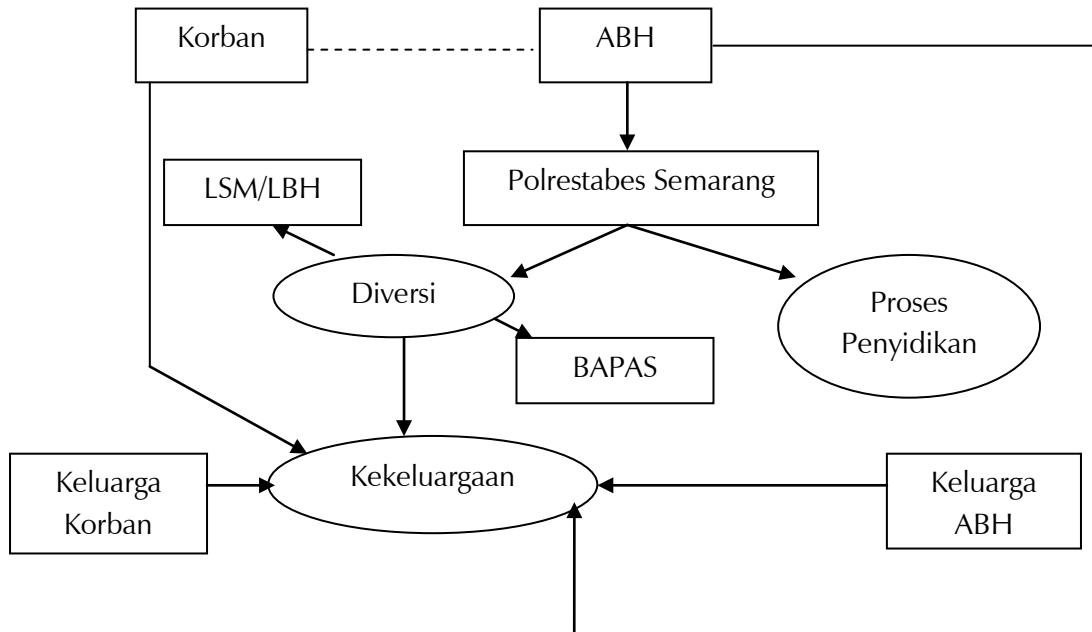 Korban
ABH
LSM/LBH
Polrestabes Semarang
Diversi
Proses
Penyidikan
BAPAS
Keluarga
Korban
Kekeluargaan
Keluarga
ABH